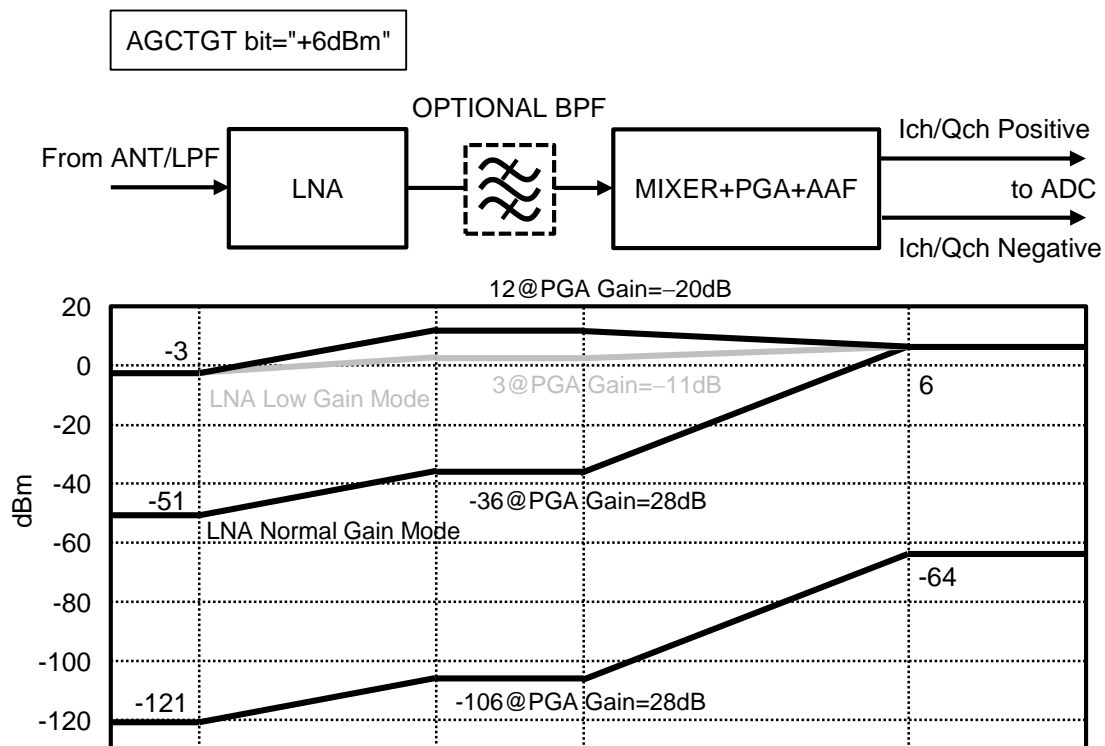 AGCTGT bit="+6dBm"
OPTIONAL BPF
From ANT/LPF
LNA
MIXER+PGA+AAF
Ich/Qch Positive
to ADC
Ich/Qch Negative
12@PGA Gain=−20dB
20
-3
0
3@PGA Gain=−11dB
LNA Low Gain Mode
6
-20
-40
-51
-36@PGA Gain=28dB
LNA Normal Gain Mode
dBm
-60
-64
-80
-100
-121
-106@PGA Gain=28dB
-120